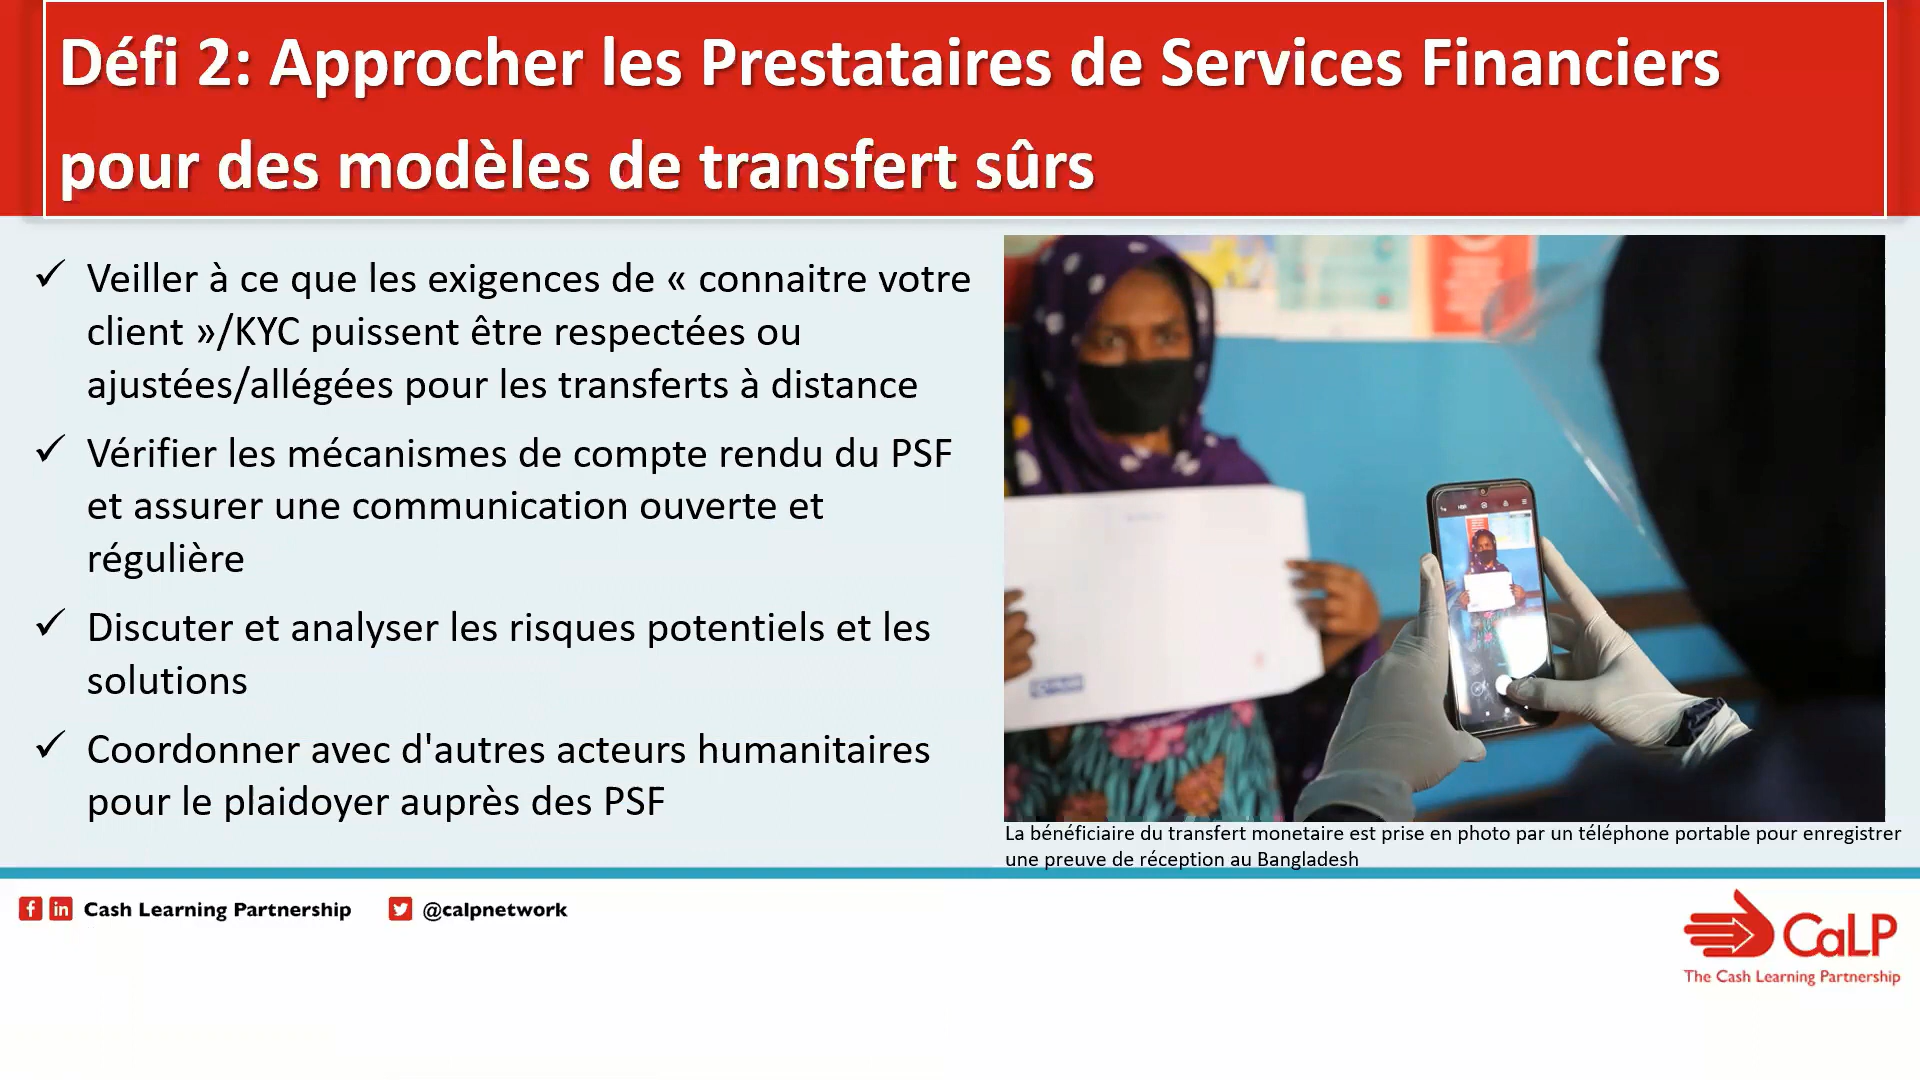 Défi 2: Approcher les Prestataires de Services Financiers
pour des modèles de transfert sûrs
✓ Veiller à ce que les exigences de « connaitre votre
client »/KYC puissent être respectées ou
ajustées/allégées pour les transferts à distance
✓ Vérifier les mécanismes de compte rendu du PSF
et assurer une communication ouverte et
régulière
✓ Discuter et analyser les risques potentiels et les
solutions
✓ Coordonner avec d'autres acteurs humanitaires
pour le plaidoyer auprès des PSF
La bénéficiaire du transfert monetaire est prise en photo par un téléphone portable pour enregistrer
une preuve de réception au Bangladesh
Cash Learning Partnership
@calpnetwork
CaLP
The Cash Learning Partnership